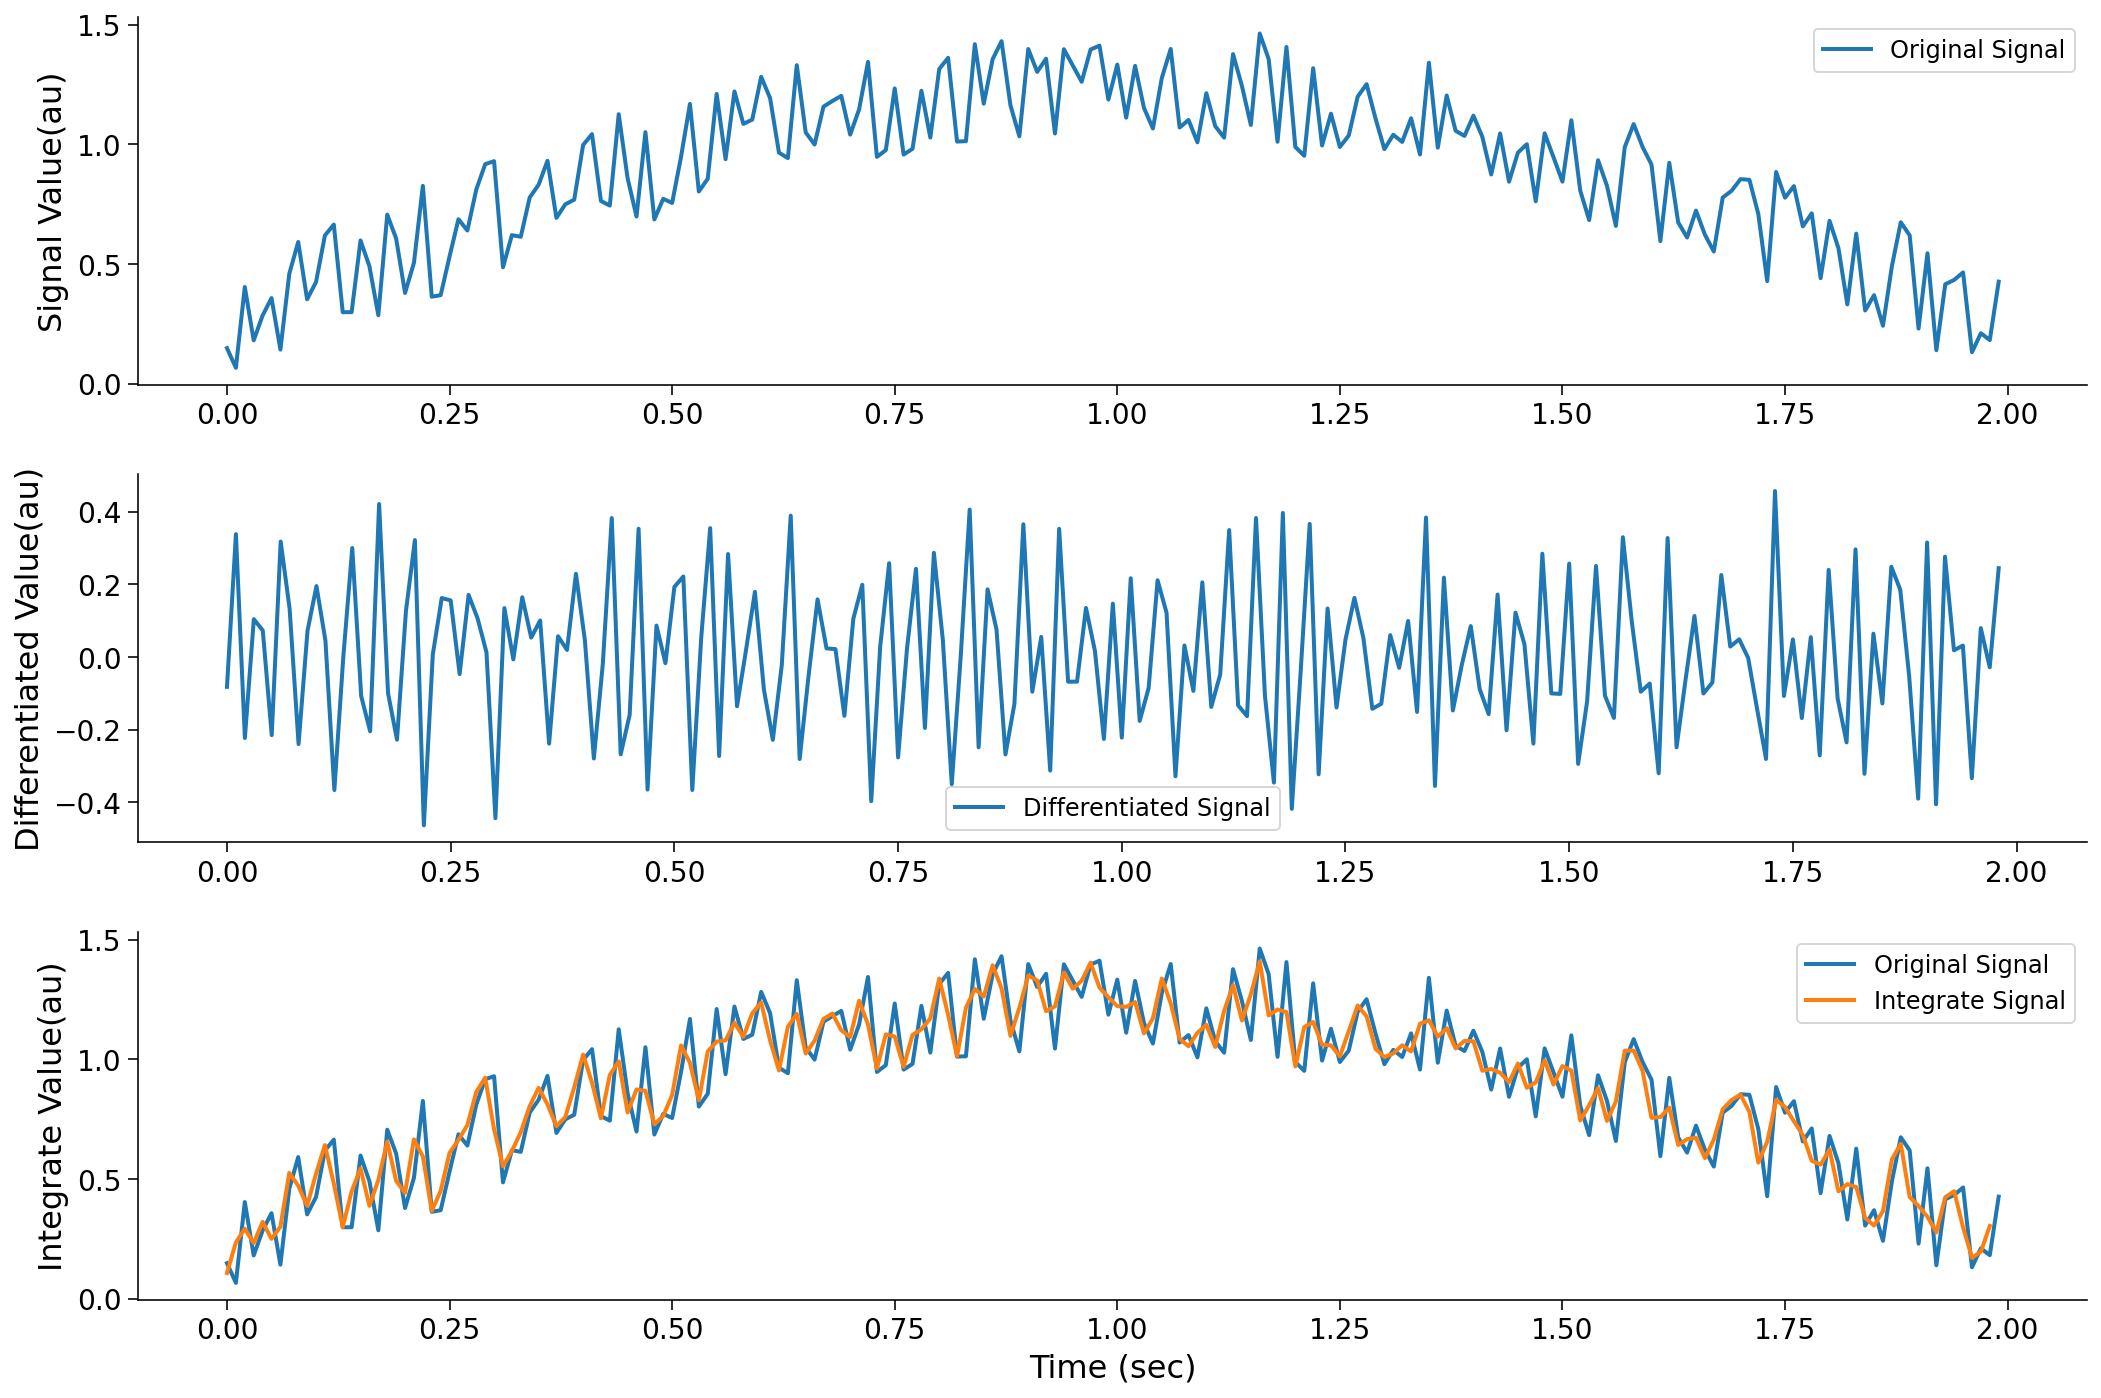 Signal Value(au)
1.5
1.0
0.5
0.0
Original Signal
0.00 0.25 0.50 0.75 1.00 1.25 1.50 1.75 2.00
Differentiated Value(au)
0.4
0.2
0.0
−0.2
−0.4
Differentiated Signal
0.00 0.25 0.50 0.75 1.00 1.25 1.50 1.75 2.00
Integrate Value(au)
1.5
1.0
0.5
0.0
Original Signal
Integrate Signal
0.00 0.25 0.50 0.75 1.00 1.25 1.50 1.75 2.00
Time (sec)